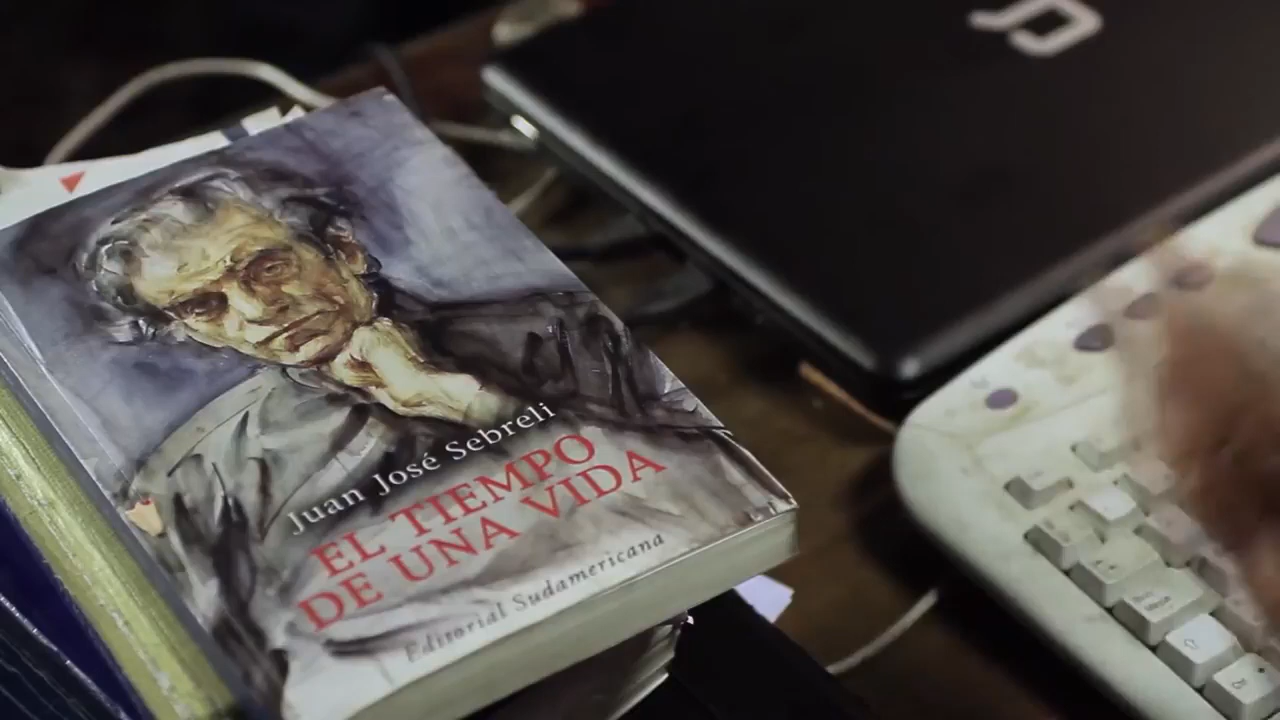 Juan José Sebreli
EL TIEMPO
DE UNA VIDA
Editorial Sudamericana